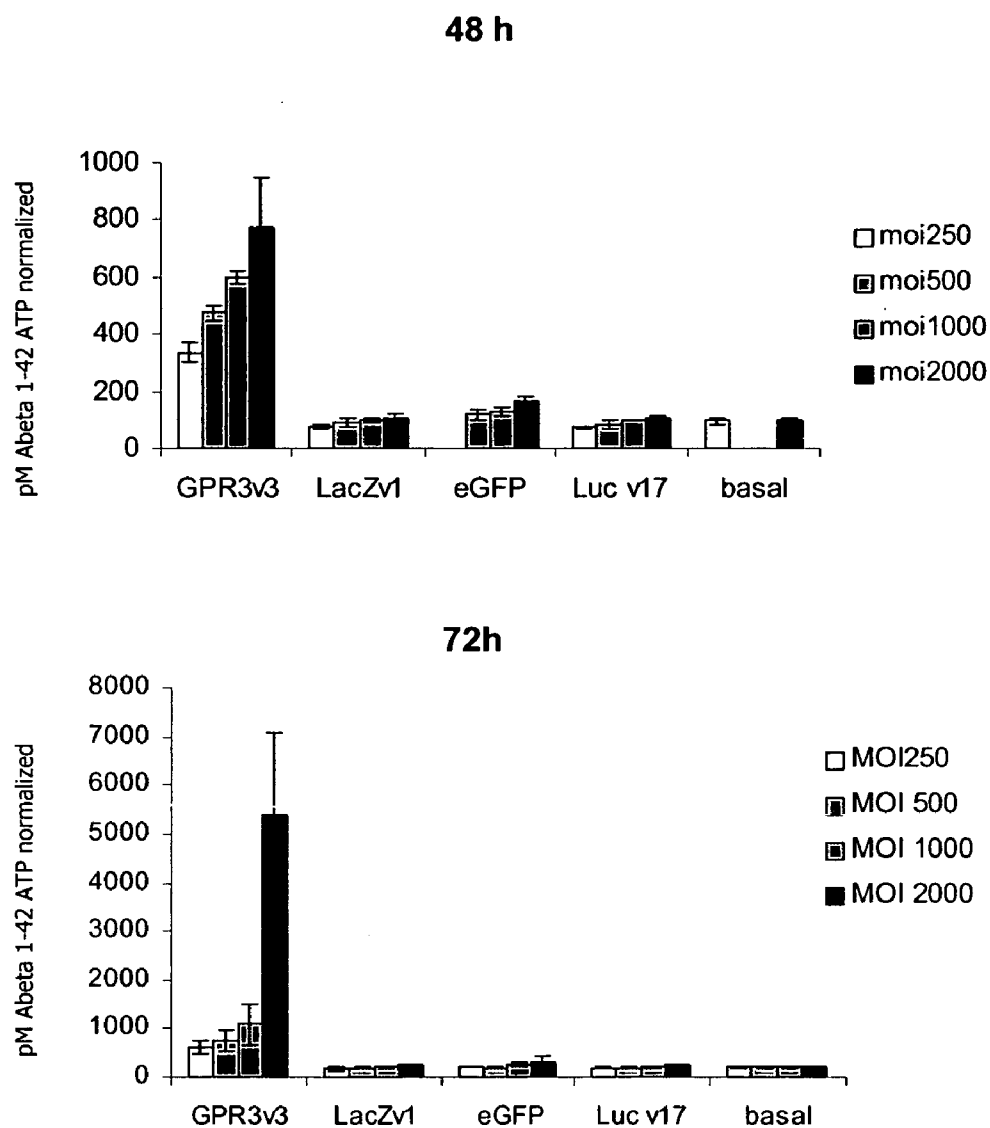 48 h
pM Abeta 1-42 ATP normalized
1000
800
600
400
200
0
GPR3v3 LacZv1 eGFP Luc v17 basal
moi250
moi500
moi1000
moi2000
72h
pM Abeta 1-42 ATP normalized
8000
7000
6000
5000
4000
3000
2000
1000
0
GPR3v3 LacZv1 eGFP Luc v17 basal
MOI250
MOI 500
MOI 1000
MOI 2000